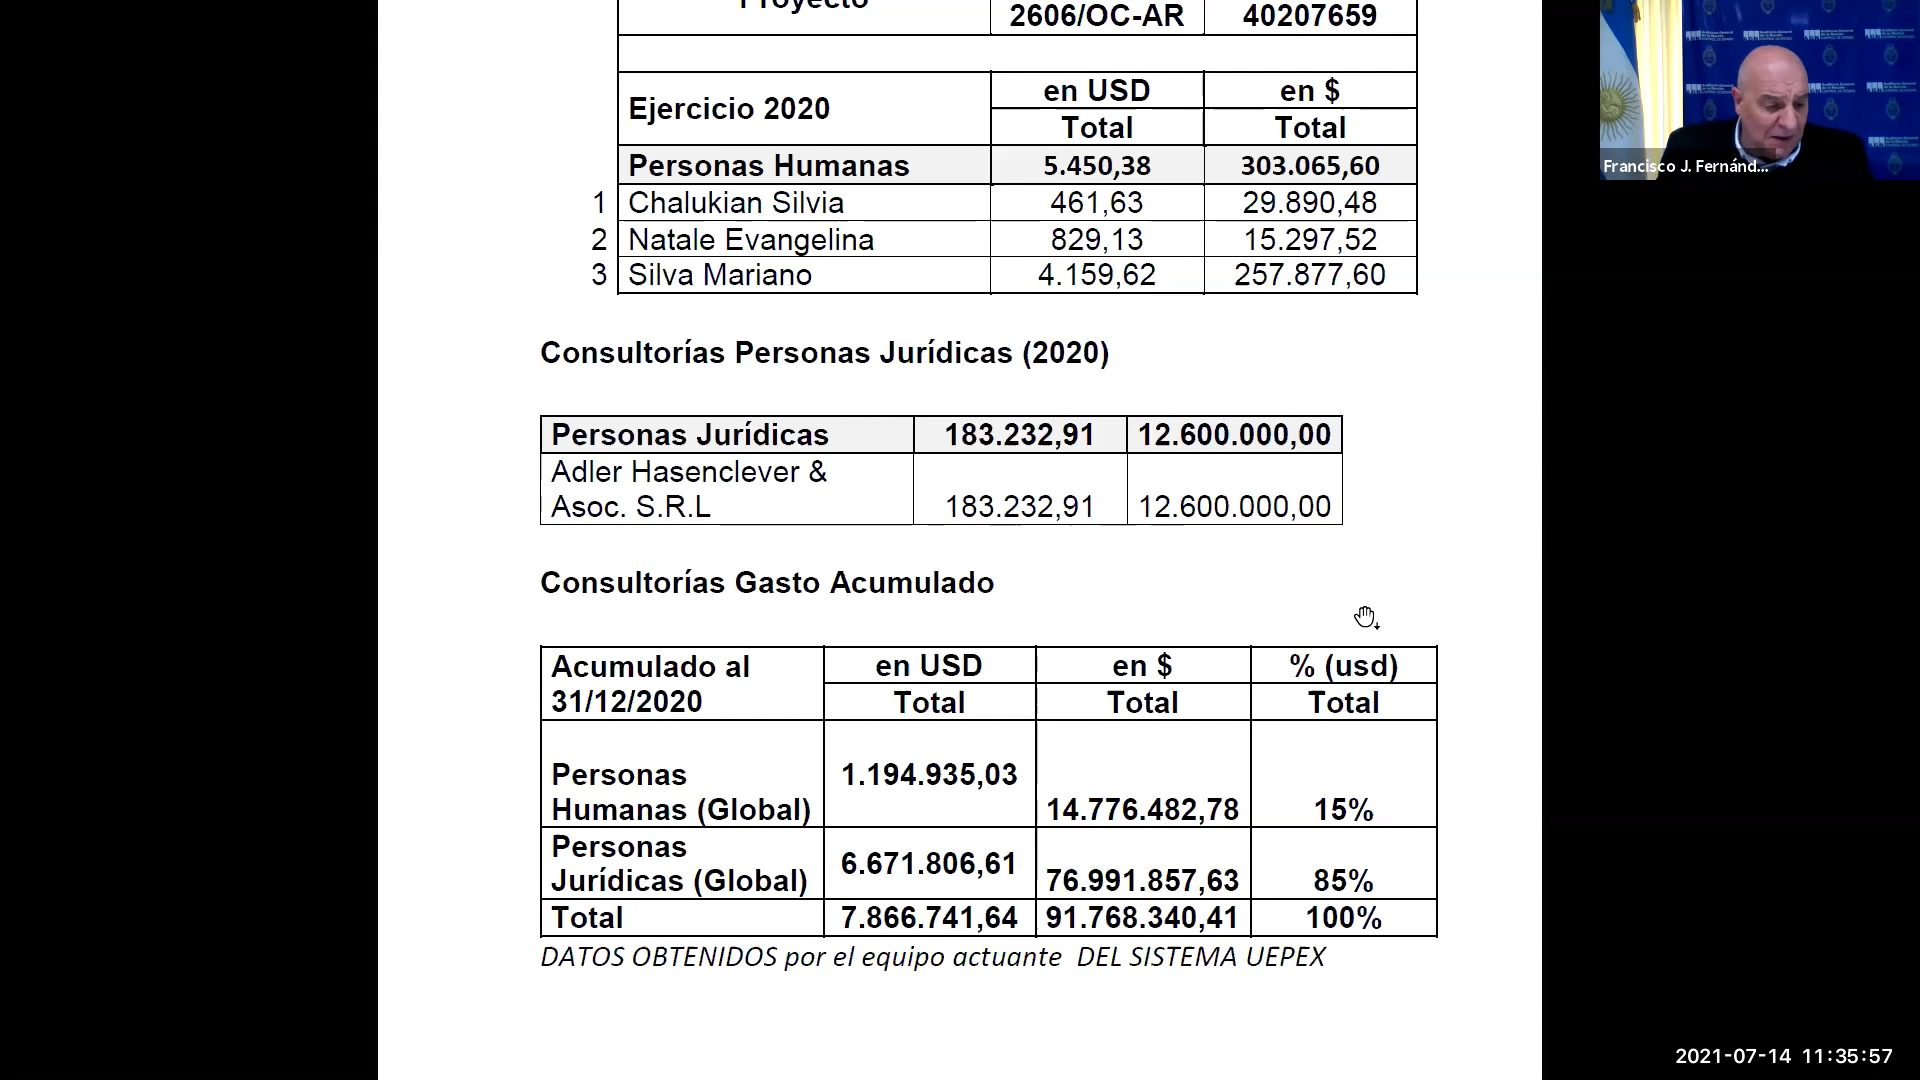 Proyecto
2606/OC-AR 40207659
Ejercicio 2020
en USD en $
Total Total
Personas Humanas 5.450,38 303.065,60
1 Chalukian Silvia 461,63 29.890,48
2 Natale Evangelina 829,13 15.297,52
3 Silva Mariano 4.159,62 257.877,60
Consultorías Personas Jurídicas (2020)
Personas Jurídicas 183.232,91 12.600.000,00
Adler Hasenclever &
Asoc. S.R.L 183.232,91 12.600.000,00
Consultorías Gasto Acumulado
Acumulado al en USD en $ % (usd)
31/12/2020 Total Total Total
Personas 1.194.935,03
Humanas (Global) 14.776.482,78 15%
Personas
6.671.806,61
Jurídicas (Global) 76.991.857,63 85%
Total 7.866.741,64 91.768.340,41 100%
DATOS OBTENIDOS por el equipo actuante DEL SISTEMA UEPEX
Francisco J. Fernánd...
2021-07-14 11:35:57